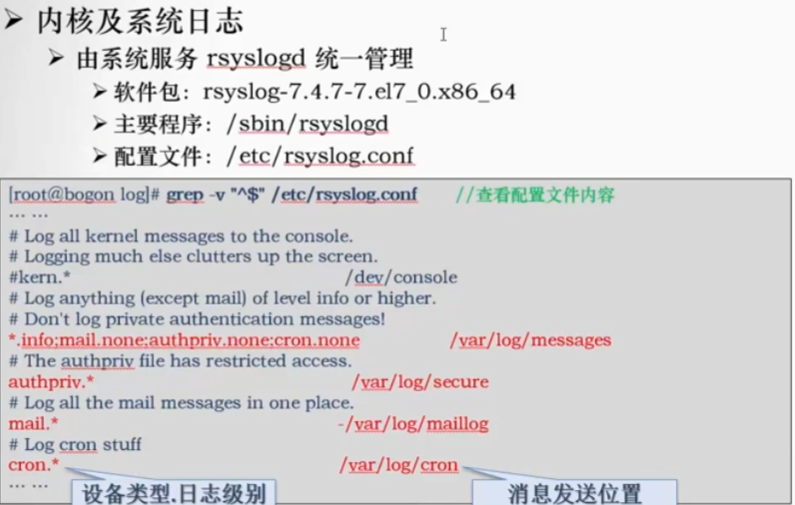 ➢ 内核及系统日志
➢ 由系统服务 rsyslogd 统一管理
➢ 软件包：rsyslog-7.4.7-7.el7_0.x86_64
➢ 主要程序：/sbin/rsyslogd
➢ 配置文件：/etc/rsyslog.conf
[root@bogon log]# grep -v "^$" /etc/rsyslog.conf //查看配置文件内容
... ...
# Log all kernel messages to the console.
# Logging much else clutters up the screen.
#kern.* /dev/console
# Log anything (except mail) of level info or higher.
# Don't log private authentication messages!
*.info;mail.none;authpriv.none;cron.none /var/log/messages
# The authpriv file has restricted access.
authpriv.* /var/log/secure
# Log all the mail messages in one place.
mail.* -/var/log/maillog
# Log cron stuff
cron.* /var/log/cron
... ...
设备类型.日志级别 消息发送位置